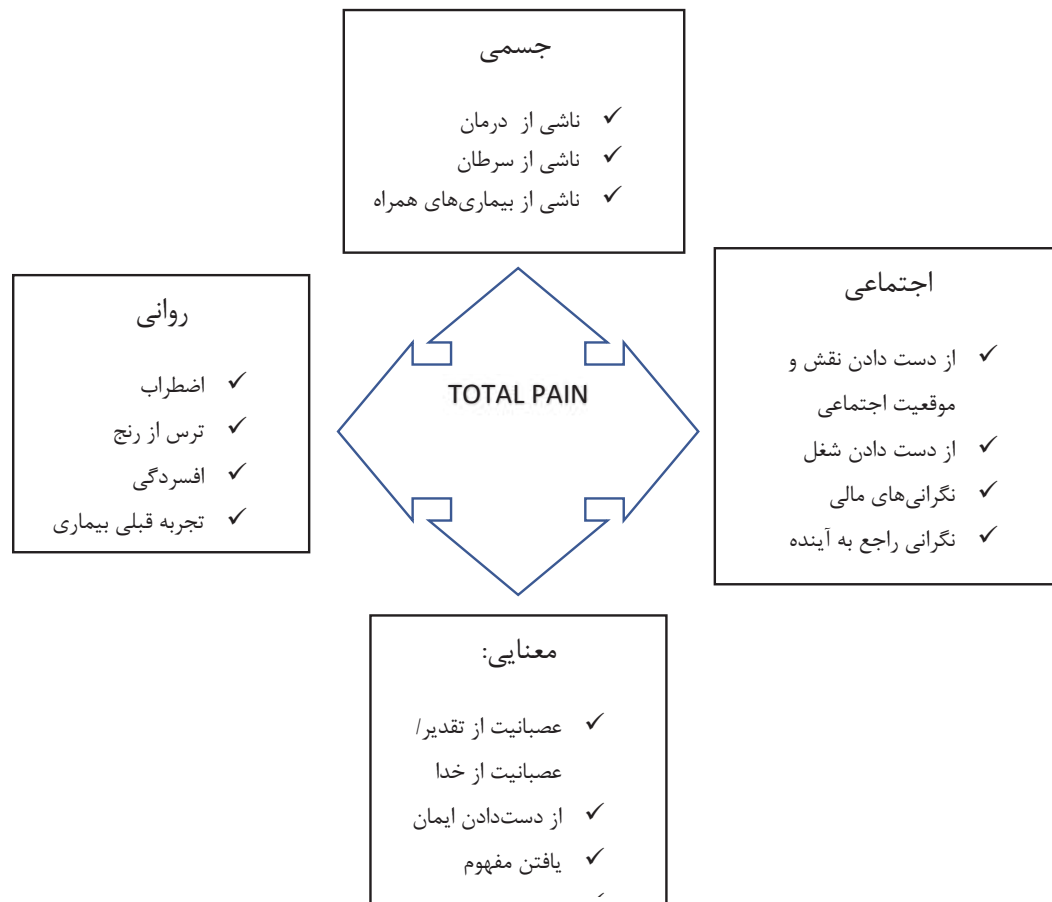 جسمی
✓ ناشی از درمان
✓ ناشی از سرطان
✓ ناشی از بیماری‌های همراه
اجتماعی
✓ از دست دادن نقش و
موقعیت اجتماعی
✓ از دست دادن شغل
✓ نگرانی‌های مالی
✓ نگرانی راجع به آینده
روانی
✓ اضطراب
✓ ترس از رنج
✓ افسردگی
✓ تجربه قبلی بیماری
TOTAL PAIN
معنایی:
✓ عصبانیت از تقدیر/
عصبانیت از خدا
✓ از دست‌دادن ایمان
✓ یافتن مفهوم